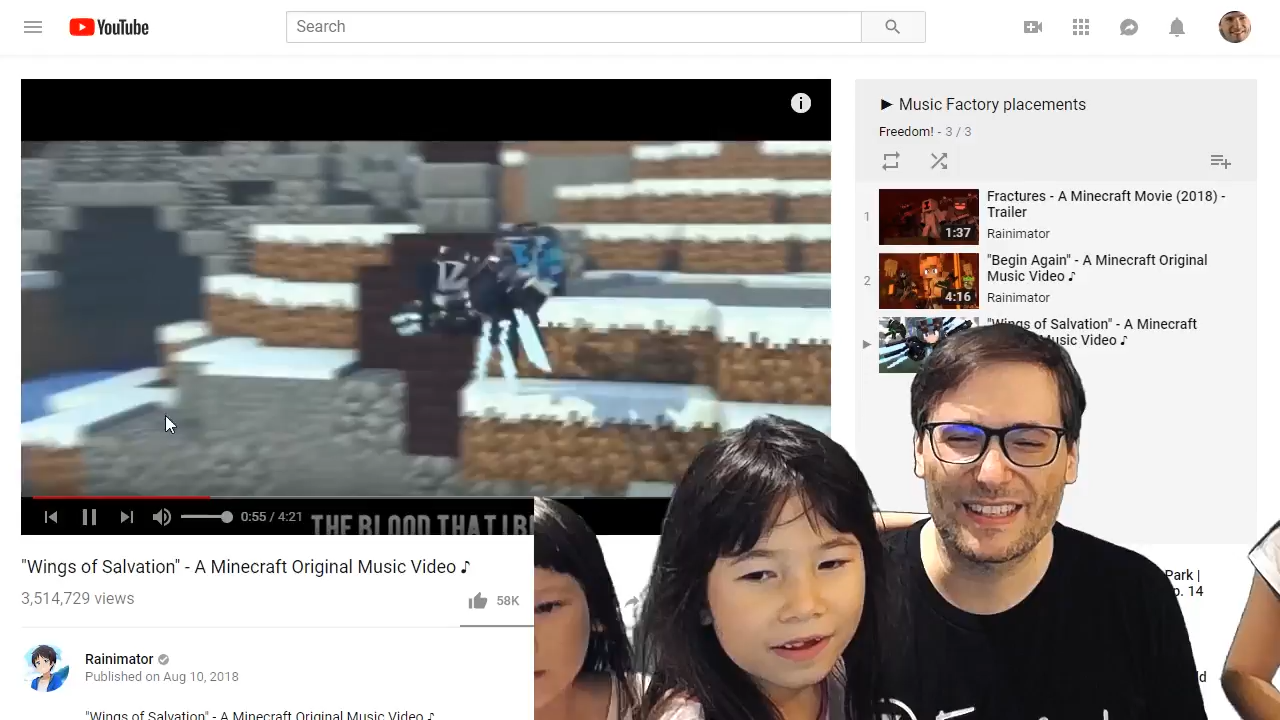 YouTube
Search
Music Factory placements
Freedom! - 3 / 3
1
Fractures - A Minecraft Movie (2018) -
Trailer
Rainimator
1:37
2
"Begin Again" - A Minecraft Original
Music Video ♪
Rainimator
4:16
"Wings of Salvation" - A Minecraft
Music Video ♪
0:55 / 4:21
THE BLOOD THAT I
"Wings of Salvation" - A Minecraft Original Music Video ♪
3,514,729 views
58K
Park |
14
Rainimator
Published on Aug 10, 2018
"Wings of Salvation" - A Minecraft Original Music Video ♪